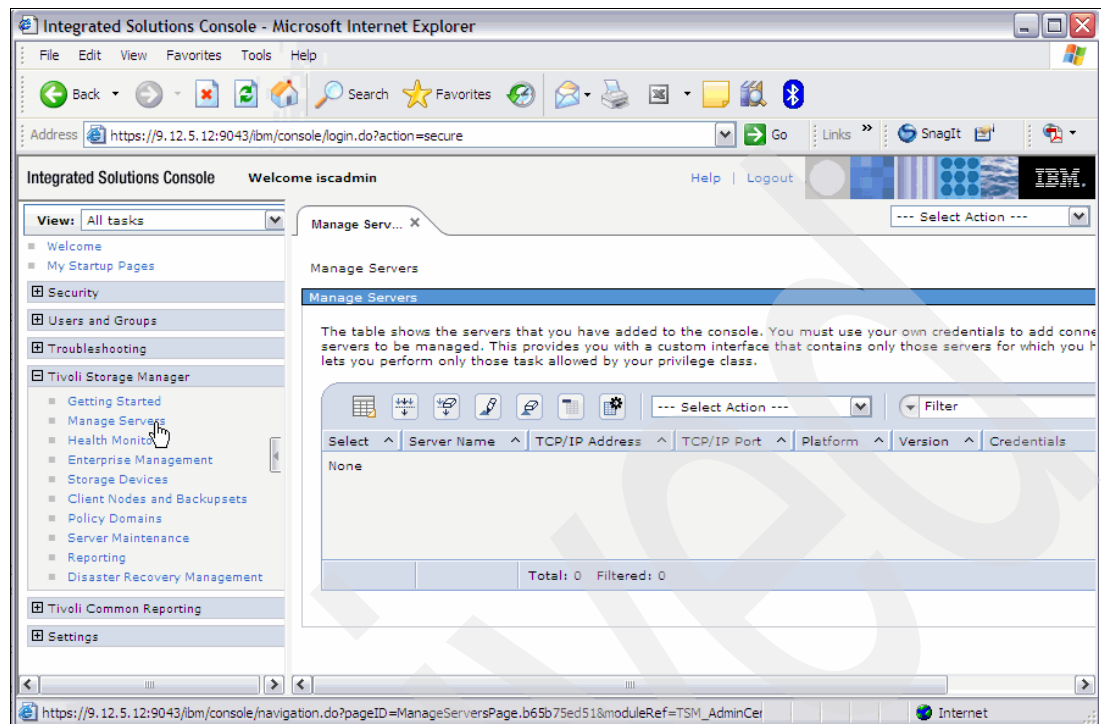 Integrated Solutions Console - Microsoft Internet Explorer
File Edit View Favorites Tools Help
Back Search Favorites
Address https://9.12.5.12:9043/ibm/console/login.do?action=secure Go Links » SnagIt
Integrated Solutions Console Welcome iscadmin Help | Logout IBM.
View: All tasks
Welcome
My Startup Pages
Security
Users and Groups
Troubleshooting
Tivoli Storage Manager
Getting Started
Manage Servers
Health Monitor
Enterprise Management
Storage Devices
Client Nodes and Backupsets
Policy Domains
Server Maintenance
Reporting
Disaster Recovery Management
Tivoli Common Reporting
Settings
Manage Serv... --- Select Action ---
Manage Servers
Manage Servers
The table shows the servers that you have added to the console. You must use your own credentials to add conne
servers to be managed. This provides you with a custom interface that contains only those servers for which you h
lets you perform only those task allowed by your privilege class.
--- Select Action --- Filter
Select Server Name TCP/IP Address TCP/IP Port Platform Version Credentials
None
Total: 0 Filtered: 0
https://9.12.5.12:9043/ibm/console/navigation.do?pageID=ManageServersPage.b65b75ed51&moduleRef=TSM_AdminCer Internet